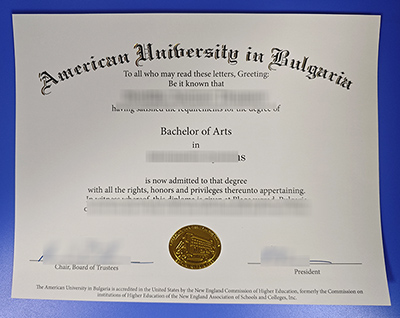 American University in Bulgaria
To all who may read these letters, Greeting:
Be it known that
having satisfied the requirements for the degree of
Bachelor of Arts
in
is now admitted to that degree
with all the rights, honors and privileges thereunto appertaining.
In witness whereof, this diploma is given at Blagoevgrad, Bulgaria
Chair, Board of Trustees
President
The American University in Bulgaria is accredited in the United States by the New England Commission of Higher Education, formerly the Commission on
Institutions of Higher Education of the New England Association of Schools and Colleges, Inc.